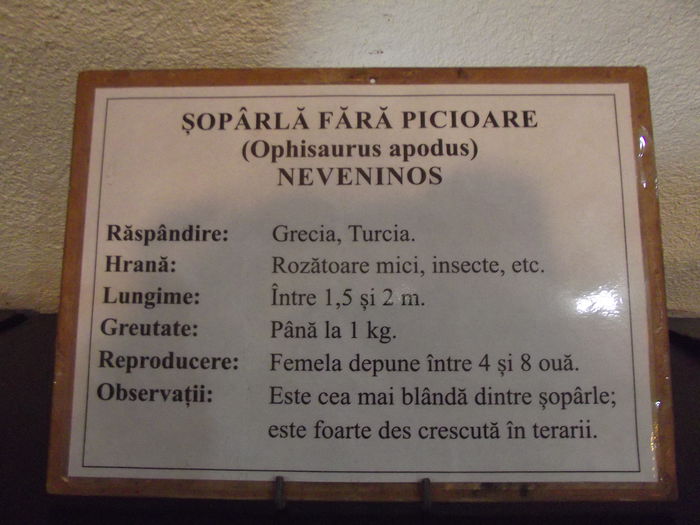 ȘOPÂRLĂ FĂRĂ PICIOARE
(Ophisaurus apodus)
NEVENINOS
Răspândire: Grecia, Turcia.
Hrană: Rozătoare mici, insecte, etc.
Lungime: Între 1,5 și 2 m.
Greutate: Până la 1 kg.
Reproducere: Femela depune între 4 și 8 ouă.
Observații: Este cea mai blândă dintre șopârle;
este foarte des crescută în terarii.